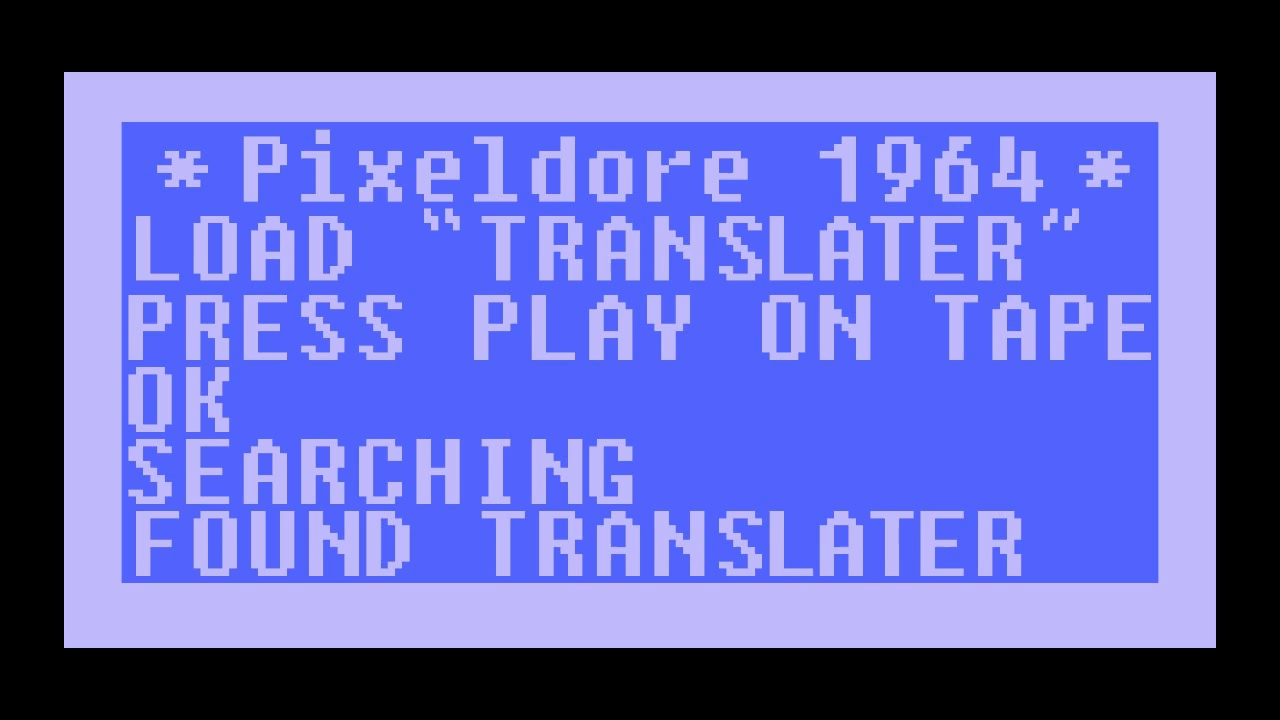 * Pixeldore 1964 *
LOAD "TRANSLATER"
PRESS PLAY ON TAPE
OK
SEARCHING
FOUND TRANSLATER